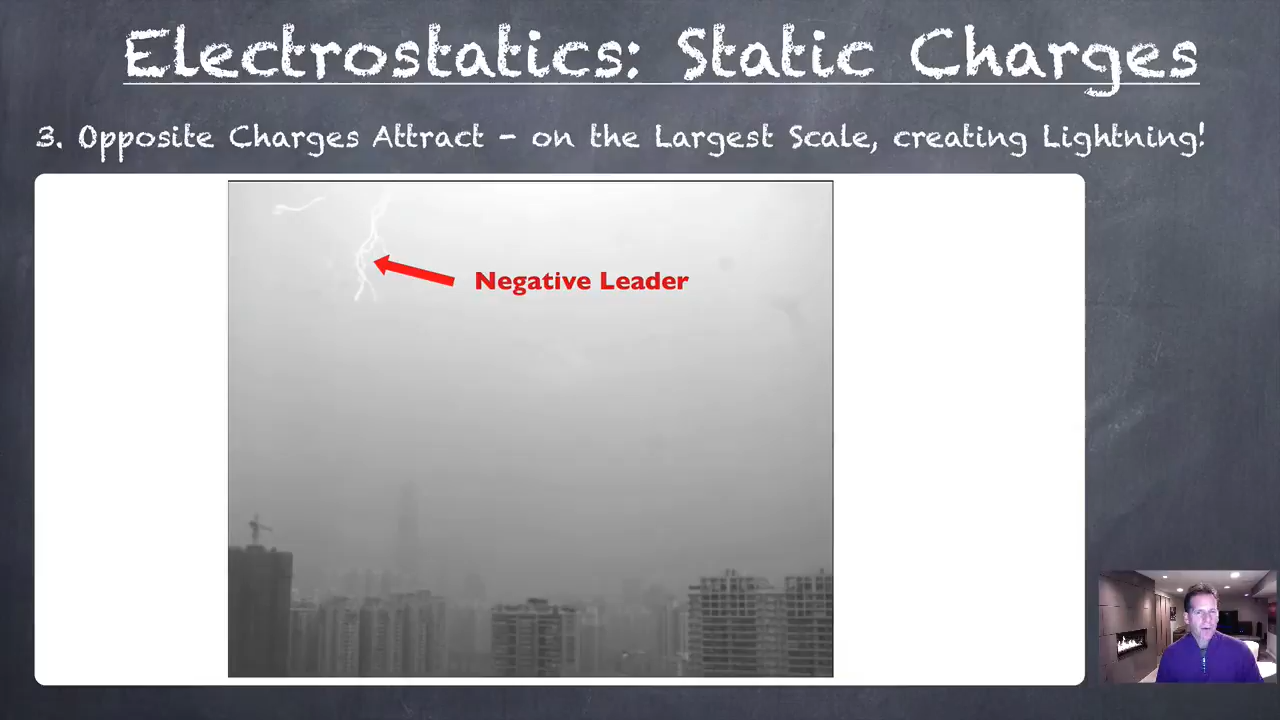 Electrostatics: Static Charges
3. Opposite Charges Attract - on the Largest Scale, creating Lightning!
Negative Leader